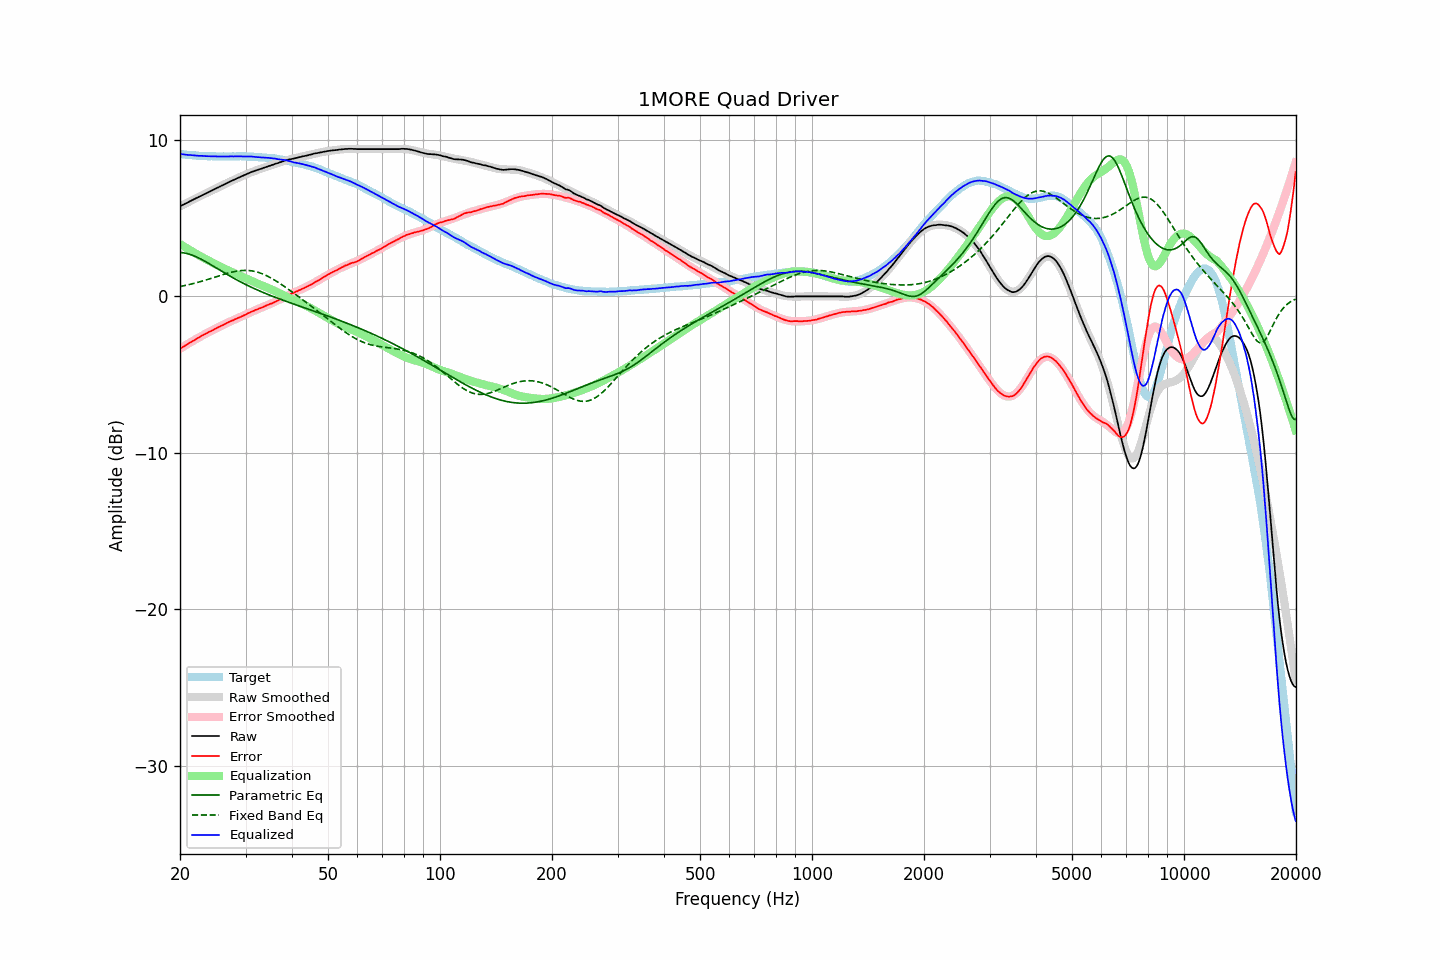 1MORE Quad Driver
10
0
−10
−20
−30
Amplitude (dBr)
20
50
100
200
500
1000
2000
5000
10000
20000
Frequency (Hz)
Target
Raw Smoothed
Error Smoothed
Raw
Error
Equalization
Parametric Eq
Fixed Band Eq
Equalized